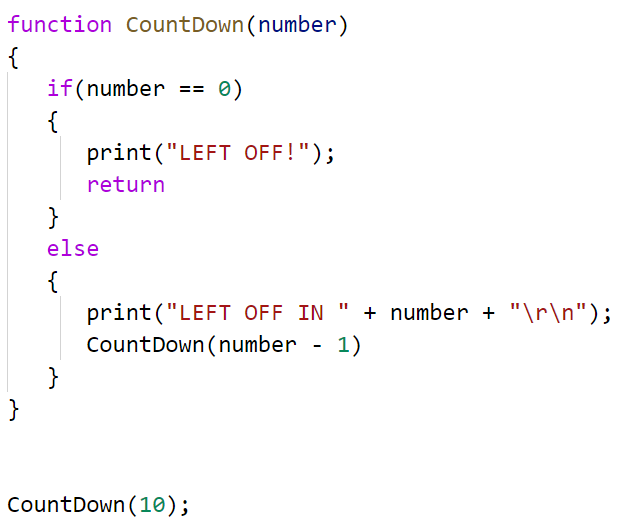 function CountDown(number)
{
if(number == 0)
{
print("LEFT OFF!");
return
}
else
{
print("LEFT OFF IN " + number + "\r\n");
CountDown(number - 1)
}
}
CountDown(10);